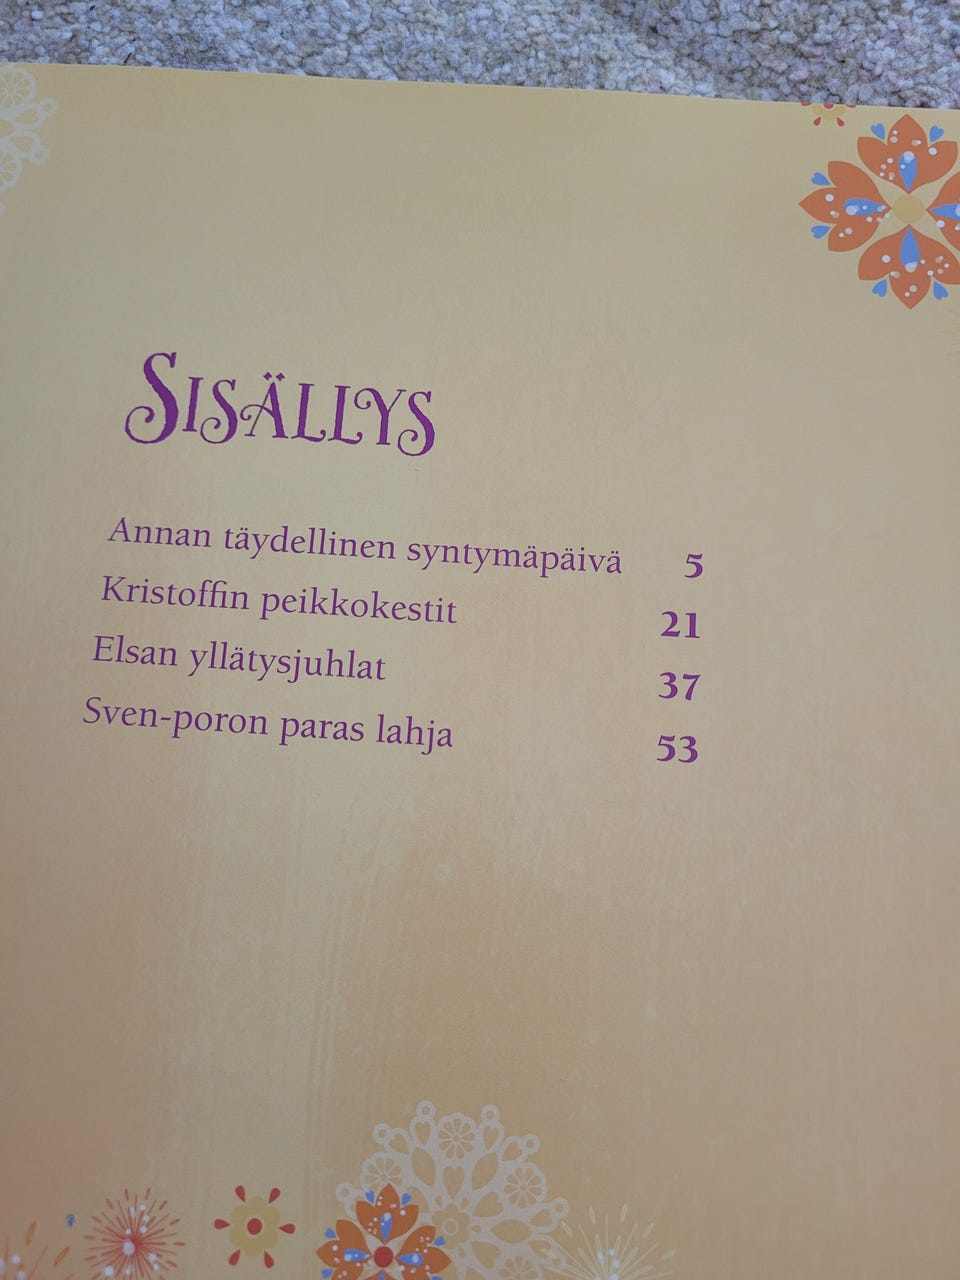 SISÄLLYS
Annan täydellinen syntymäpäivä 5
Kristoffin peikkokestit 21
Elsan yllätysjuhlat 37
Sven-poron paras lahja 53